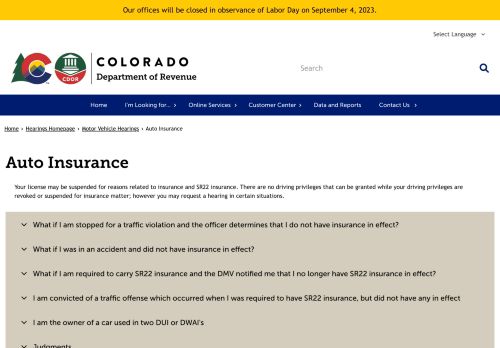 Our offices will be closed in observance of Labor Day on September 4, 2023.
Select Language
COLORADO
Department of Revenue
CDOR
Search
Home
I'm Looking for...
Online Services
Customer Center
Data and Reports
Contact Us
Home › Hearings Homepage › Motor Vehicle Hearings › Auto Insurance
Auto Insurance
Your license may be suspended for reasons related to insurance and SR22 insurance. There are no driving privileges that can be granted while your driving privileges are
revoked or suspended for insurance matter; however you may request a hearing in certain situations.
What if I am stopped for a traffic violation and the officer determines that I do not have insurance in effect?
What if I was in an accident and did not have insurance in effect?
What if I am required to carry SR22 insurance and the DMV notified me that I no longer have SR22 insurance in effect?
I am convicted of a traffic offense which occurred when I was required to have SR22 insurance, but did not have any in effect
I am the owner of a car used in two DUI or DWAI's
Judgments